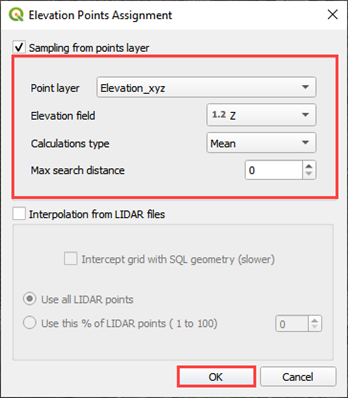 Elevation Points Assignment
Sampling from points layer
Point layer Elevation_xyz
Elevation field 1.2 Z
Calculations type Mean
Max search distance 0
Interpolation from LIDAR files
Intercept grid with SQL geometry (slower)
Use all LIDAR points
Use this % of LIDAR points ( 1 to 100) 0
OK Cancel